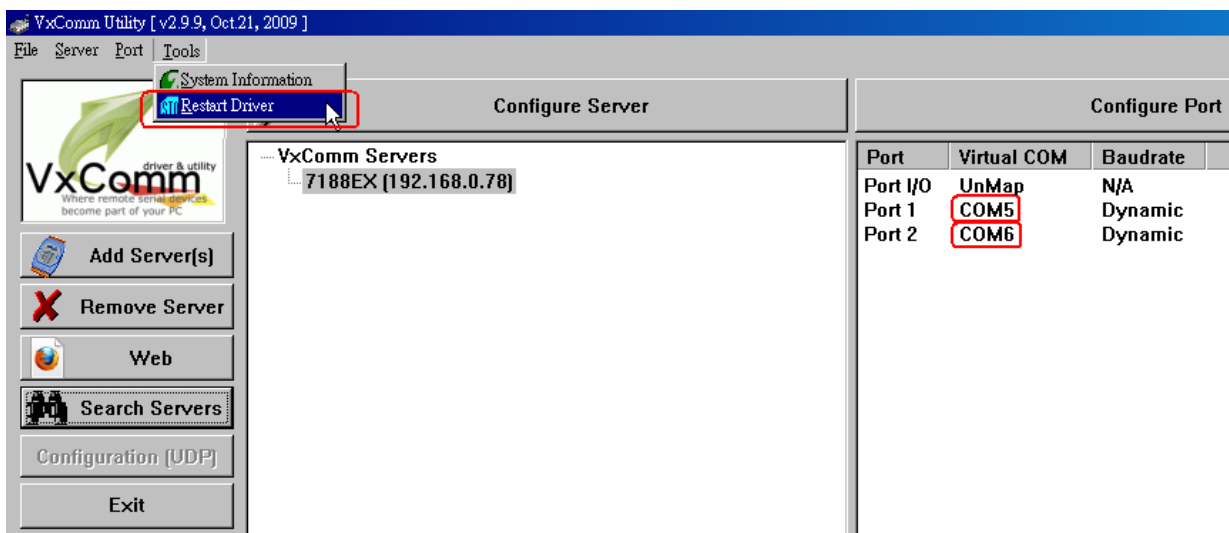 VxComm Utility [ v2.9.9, Oct.21, 2009 ]
File Server Port Tools
System Information
Restart Driver
Configure Server
Configure Port
VxComm
driver & utility
Where remote serial devices
become part of your PC
Add Server(s)
Remove Server
Web
Search Servers
Configuration (UDP)
Exit
VxComm Servers
7188EX (192.168.0.78)
Port Virtual COM Baudrate
Port I/O UnMap N/A
Port 1 COM5 Dynamic
Port 2 COM6 Dynamic